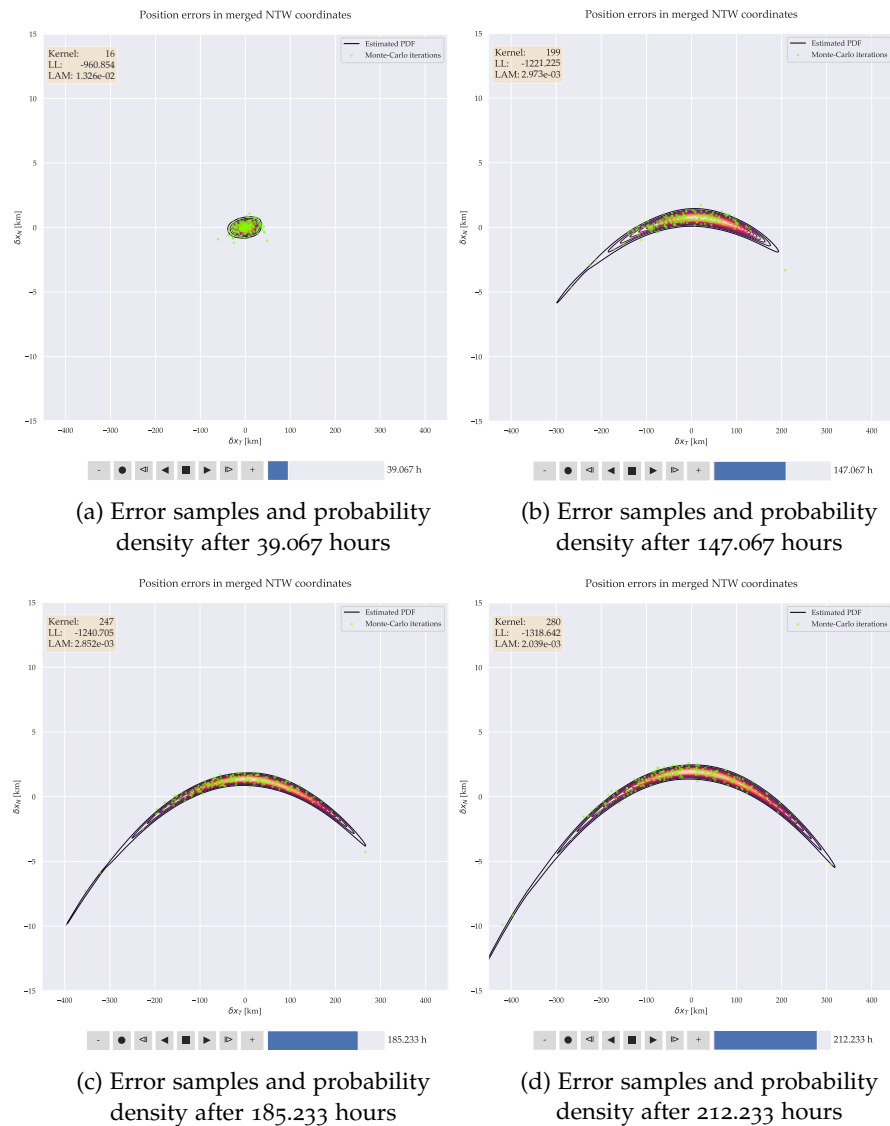 Position errors in merged NTW coordinates
Kernel: 16
LL: -960.854
LAM: 1.326e-02
Estimated PDF
Monte-Carlo iterations
15
10
5
0
−5
−10
−15
δx_N [km]
−400 −300 −200 −100 0 100 200 300 400
δx_T [km]
- + 39.067 h
(a) Error samples and probability
density after 39.067 hours
Position errors in merged NTW coordinates
Kernel: 199
LL: -1221.225
LAM: 2.973e-03
Estimated PDF
Monte-Carlo iterations
15
10
5
0
−5
−10
−15
δx_N [km]
−400 −300 −200 −100 0 100 200 300 400
δx_T [km]
- + 147.067 h
(b) Error samples and probability
density after 147.067 hours
Position errors in merged NTW coordinates
Kernel: 247
LL: -1240.705
LAM: 2.852e-03
Estimated PDF
Monte-Carlo iterations
15
10
5
0
−5
−10
−15
δx_N [km]
−400 −300 −200 −100 0 100 200 300 400
δx_T [km]
- + 185.233 h
(c) Error samples and probability
density after 185.233 hours
Position errors in merged NTW coordinates
Kernel: 280
LL: -1318.642
LAM: 2.039e-03
Estimated PDF
Monte-Carlo iterations
15
10
5
0
−5
−10
−15
δx_N [km]
−400 −300 −200 −100 0 100 200 300 400
δx_T [km]
- + 212.233 h
(d) Error samples and probability
density after 212.233 hours